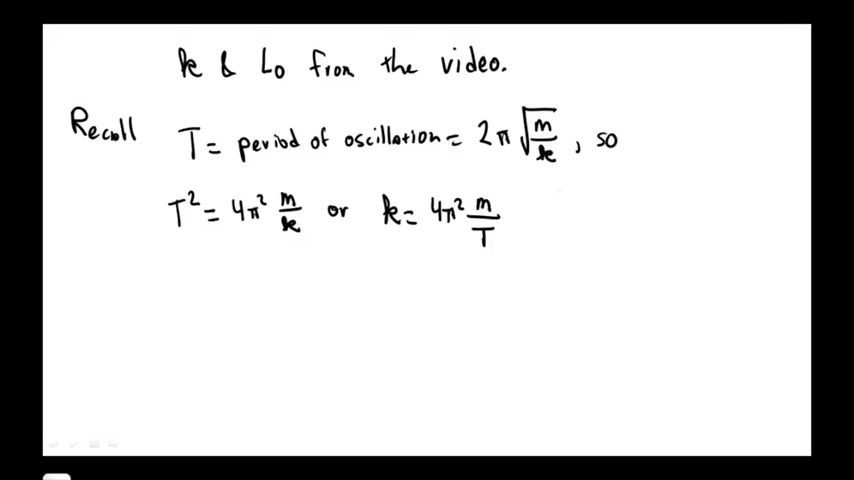 k & L0 from the video.
Recall T = period of oscillation = 2π √(m/k), so
T² = 4π² m/k or k = 4π² m/T